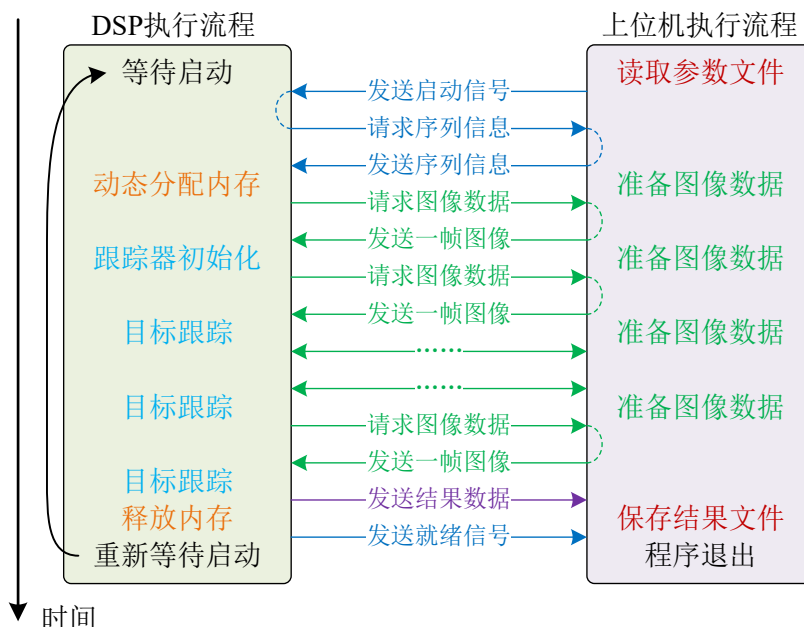 DSP执行流程
上位机执行流程
等待启动
读取参数文件
发送启动信号
请求序列信息
发送序列信息
动态分配内存
准备图像数据
请求图像数据
发送一帧图像
跟踪器初始化
准备图像数据
请求图像数据
发送一帧图像
目标跟踪
准备图像数据
……
……
目标跟踪
准备图像数据
请求图像数据
发送一帧图像
目标跟踪
发送结果数据
释放内存
保存结果文件
发送就绪信号
重新等待启动
程序退出
时间